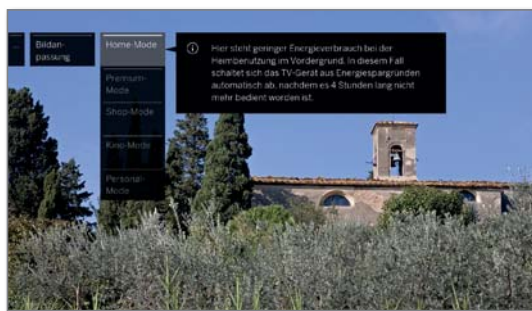 ...
Bildan-
passung
Home-Mode
Hier steht geringer Energieverbrauch bei der
Heimbenutzung im Vordergrund. In diesem Fall
schaltet sich das TV-Gerät aus Energiespargründen
automatisch ab, nachdem es 4 Stunden lang nicht
mehr bedient worden ist.
Premium-
Mode
Shop-Mode
Kino-Mode
Personal-
Mode